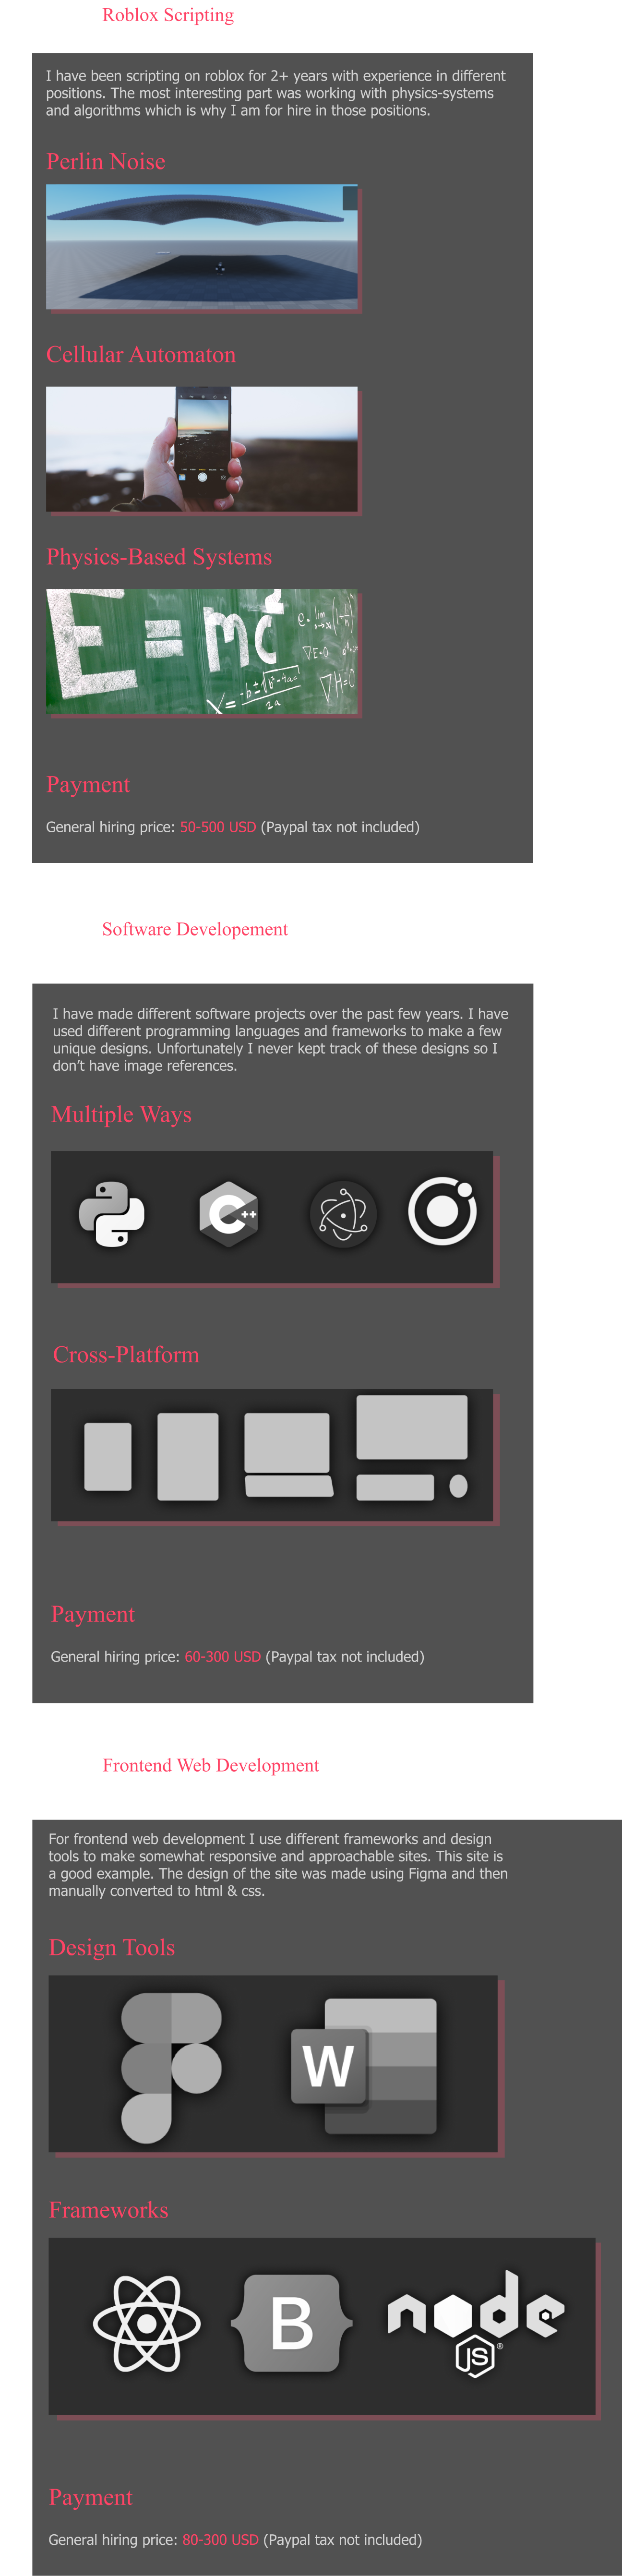 Roblox Scripting
I have been scripting on roblox for 2+ years with experience in different
positions. The most interesting part was working with physics-systems
and algorithms which is why I am for hire in those positions.
Perlin Noise
Cellular Automaton
Physics-Based Systems
E = mc²
∇E=0
∇H=0
X = -b±√b²-4ac
2a
Payment
General hiring price: 50-500 USD (Paypal tax not included)
Software Developement
I have made different software projects over the past few years. I have
used different programming languages and frameworks to make a few
unique designs. Unfortunately I never kept track of these designs so I
don’t have image references.
Multiple Ways
C++
Cross-Platform
Payment
General hiring price: 60-300 USD (Paypal tax not included)
Frontend Web Development
For frontend web development I use different frameworks and design
tools to make somewhat responsive and approachable sites. This site is
a good example. The design of the site was made using Figma and then
manually converted to html & css.
Design Tools
W
Frameworks
B
node
JS®
Payment
General hiring price: 80-300 USD (Paypal tax not included)